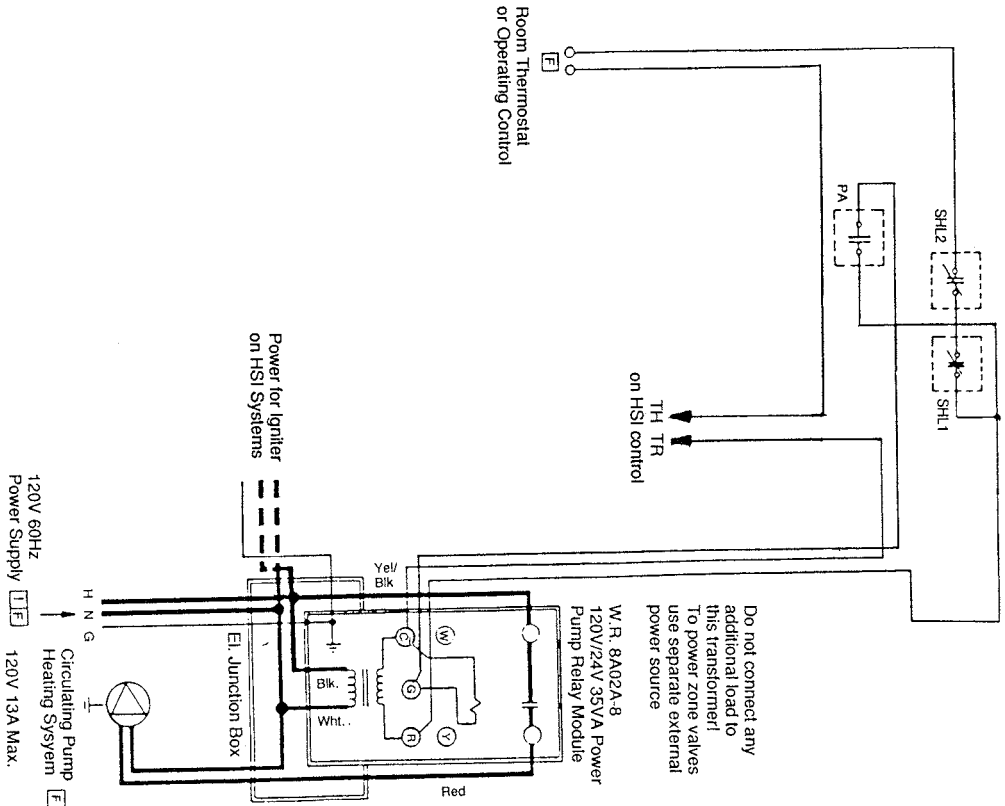 Room Thermostat
or Operating Control
F
SHL2
SHL1
PA
TH TR
on HSI control
Power for Igniter
on HSI Systems
Do not connect any
additional load to
this transformer!
To power zone valves
use separate external
power source
W.R. 8A02A-8
120V/24V 35VA Power
Pump Relay Module
Yel/
Blk
W
C
G
Y
R
Blk.
Wht..
El. Junction Box
Red
H
N
G
120V 60Hz
Power Supply I F
Circulating Pump
Heating Sysyem F
120V 13A Max.